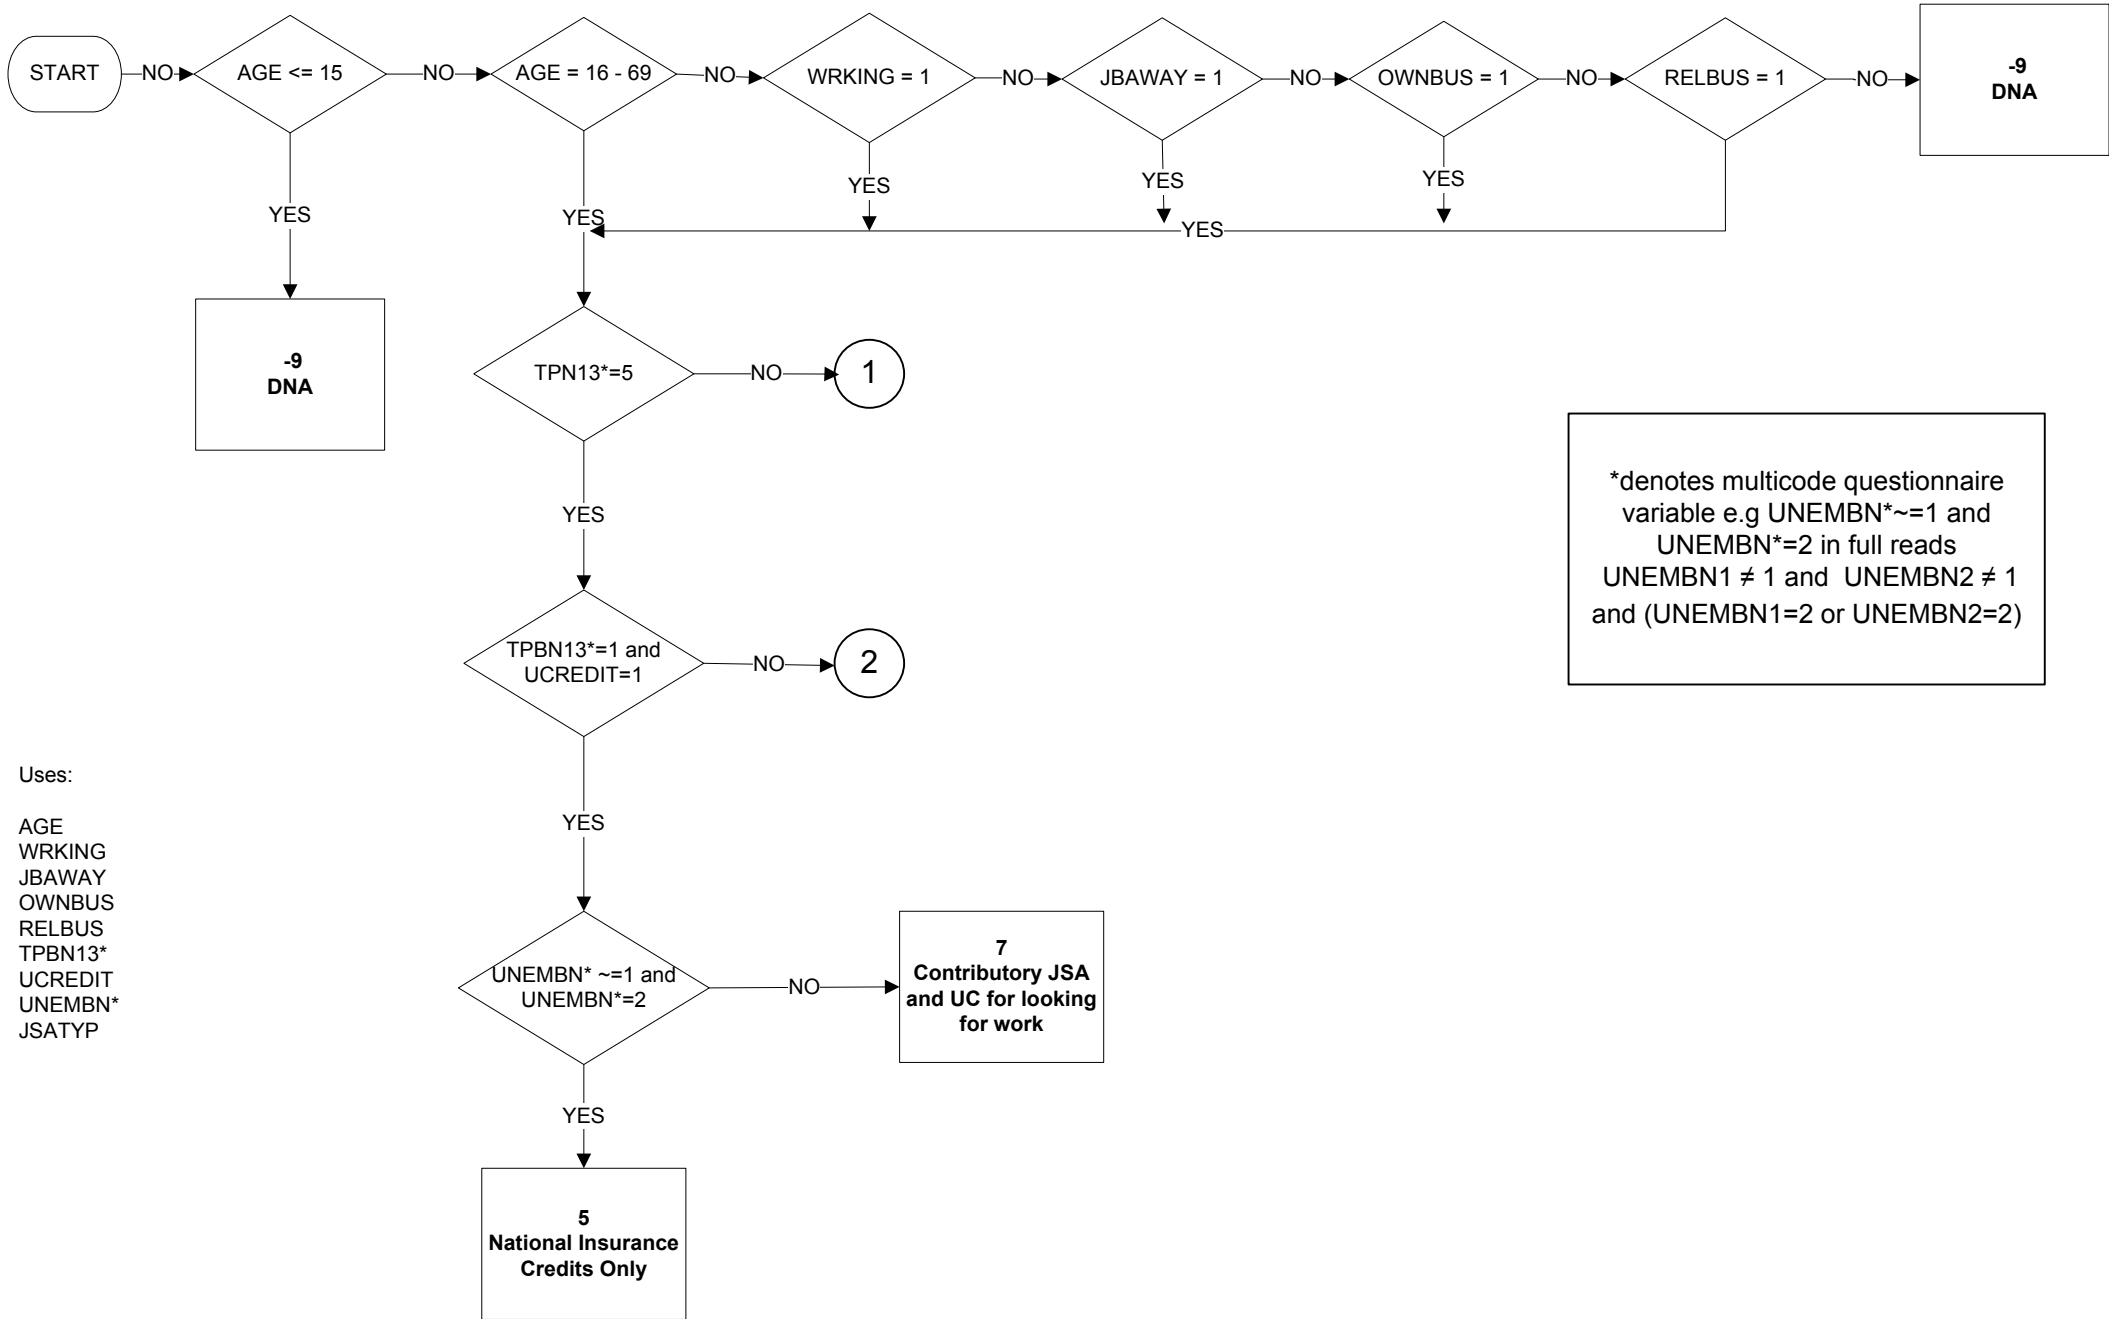 START
NO
AGE <= 15
NO
AGE = 16 - 69
NO
WRKING = 1
NO
JBAWAY = 1
NO
OWNBUS = 1
NO
RELBUS = 1
NO
-9
DNA
YES
YES
YES
YES
YES
YES
-9
DNA
TPN13*=5
NO
1
YES
*denotes multicode questionnaire
variable e.g UNEMBN*~=1 and
UNEMBN*=2 in full reads
UNEMBN1 ≠ 1 and UNEMBN2 ≠ 1
and (UNEMBN1=2 or UNEMBN2=2)
TPBN13*=1 and
UCREDIT=1
NO
2
YES
Uses:
AGE
WRKING
JBAWAY
OWNBUS
RELBUS
TPBN13*
UCREDIT
UNEMBN*
JSATYP
UNEMBN* ~=1 and
UNEMBN*=2
NO
7
Contributory JSA
and UC for looking
for work
YES
5
National Insurance
Credits Only